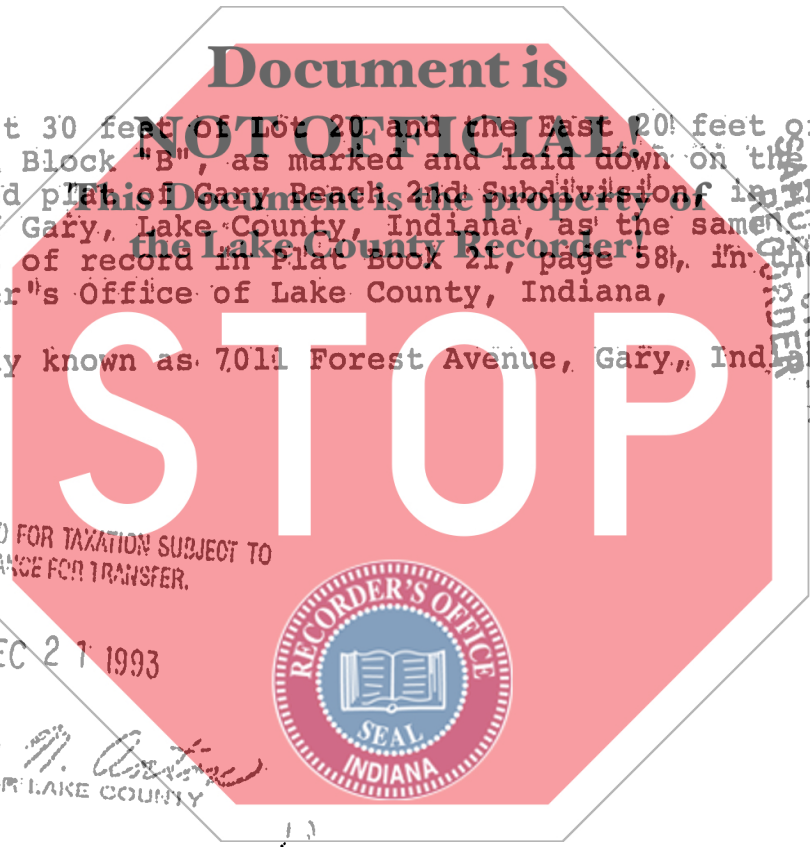 Document is
NOT OFFICIAL!
This Document is the property of
the Lake County Recorder!
t 30 feet of Lot 20 and the East 20 feet o
Block "B", as marked and laid down on the
d plat of Gary Beach 2nd subdivision in
Gary, Lake County, Indiana, as the same
of record in Plat Book 21, page 58, in the
r's Office of Lake County, Indiana,
y known as 7011 Forest Avenue, Gary, India
STOP
FOR TAXATION SUBJECT TO
ANCE FOR TRANSFER.
EC 21 1993
N.
R LAKE COUNTY
RECORDER'S OFFICE
SEAL
INDIANA
RECORDER